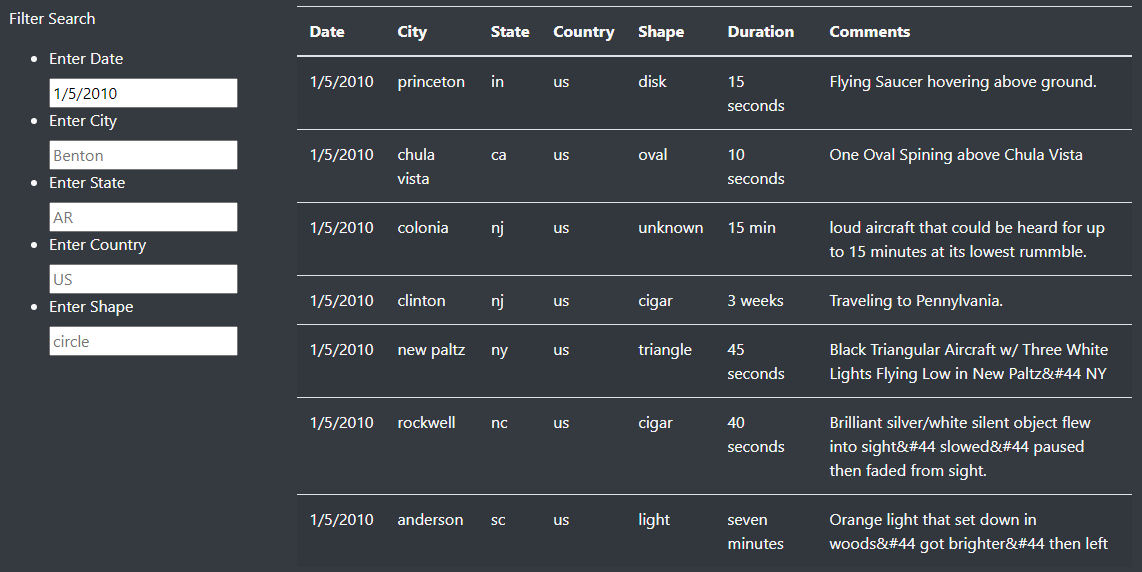 Filter Search
Enter Date
1/5/2010
Enter City
Benton
Enter State
AR
Enter Country
US
Enter Shape
circle
Date City State Country Shape Duration Comments
1/5/2010 princeton in us disk 15 Flying Saucer hovering above ground.
seconds
1/5/2010 chula ca us oval 10 One Oval Spining above Chula Vista
vista seconds
1/5/2010 colonia nj us unknown 15 min loud aircraft that could be heard for up
to 15 minutes at its lowest rummble.
1/5/2010 clinton nj us cigar 3 weeks Traveling to Pennylvania.
1/5/2010 new paltz ny us triangle 45 Black Triangular Aircraft w/ Three White
seconds Lights Flying Low in New Paltz&#44 NY
1/5/2010 rockwell nc us cigar 40 Brilliant silver/white silent object flew
seconds into sight&#44 slowed&#44 paused
then faded from sight.
1/5/2010 anderson sc us light seven Orange light that set down in
minutes woods&#44 got brighter&#44 then left